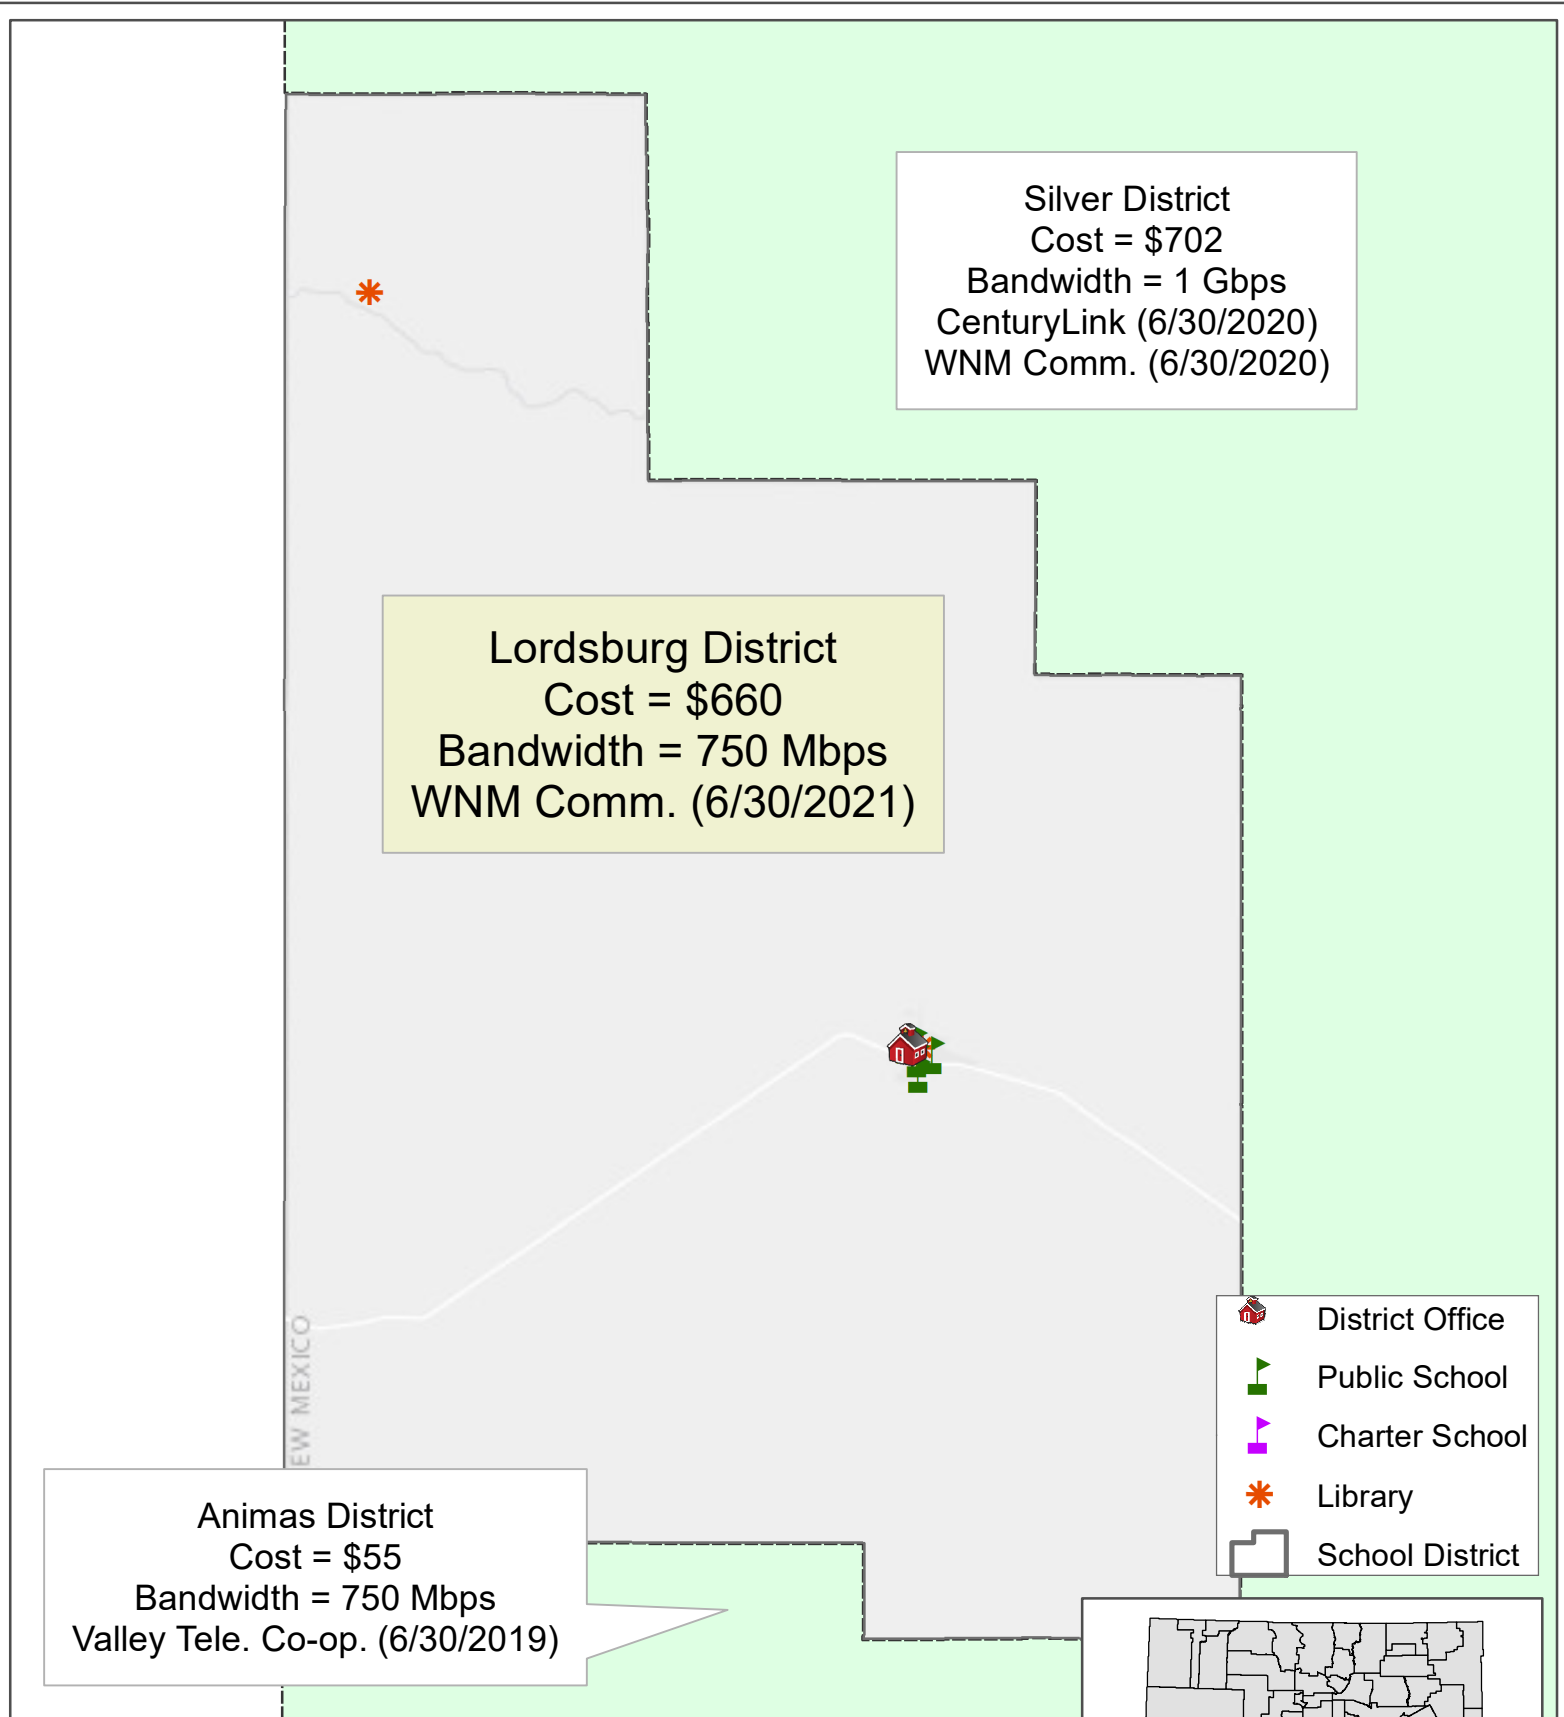 Silver District
Cost = $702
Bandwidth = 1 Gbps
CenturyLink (6/30/2020)
WNM Comm. (6/30/2020)
Lordsburg District
Cost = $660
Bandwidth = 750 Mbps
WNM Comm. (6/30/2021)
EW MEXICO
District Office
Public School
Charter School
Library
School District
Animas District
Cost = $55
Bandwidth = 750 Mbps
Valley Tele. Co-op. (6/30/2019)